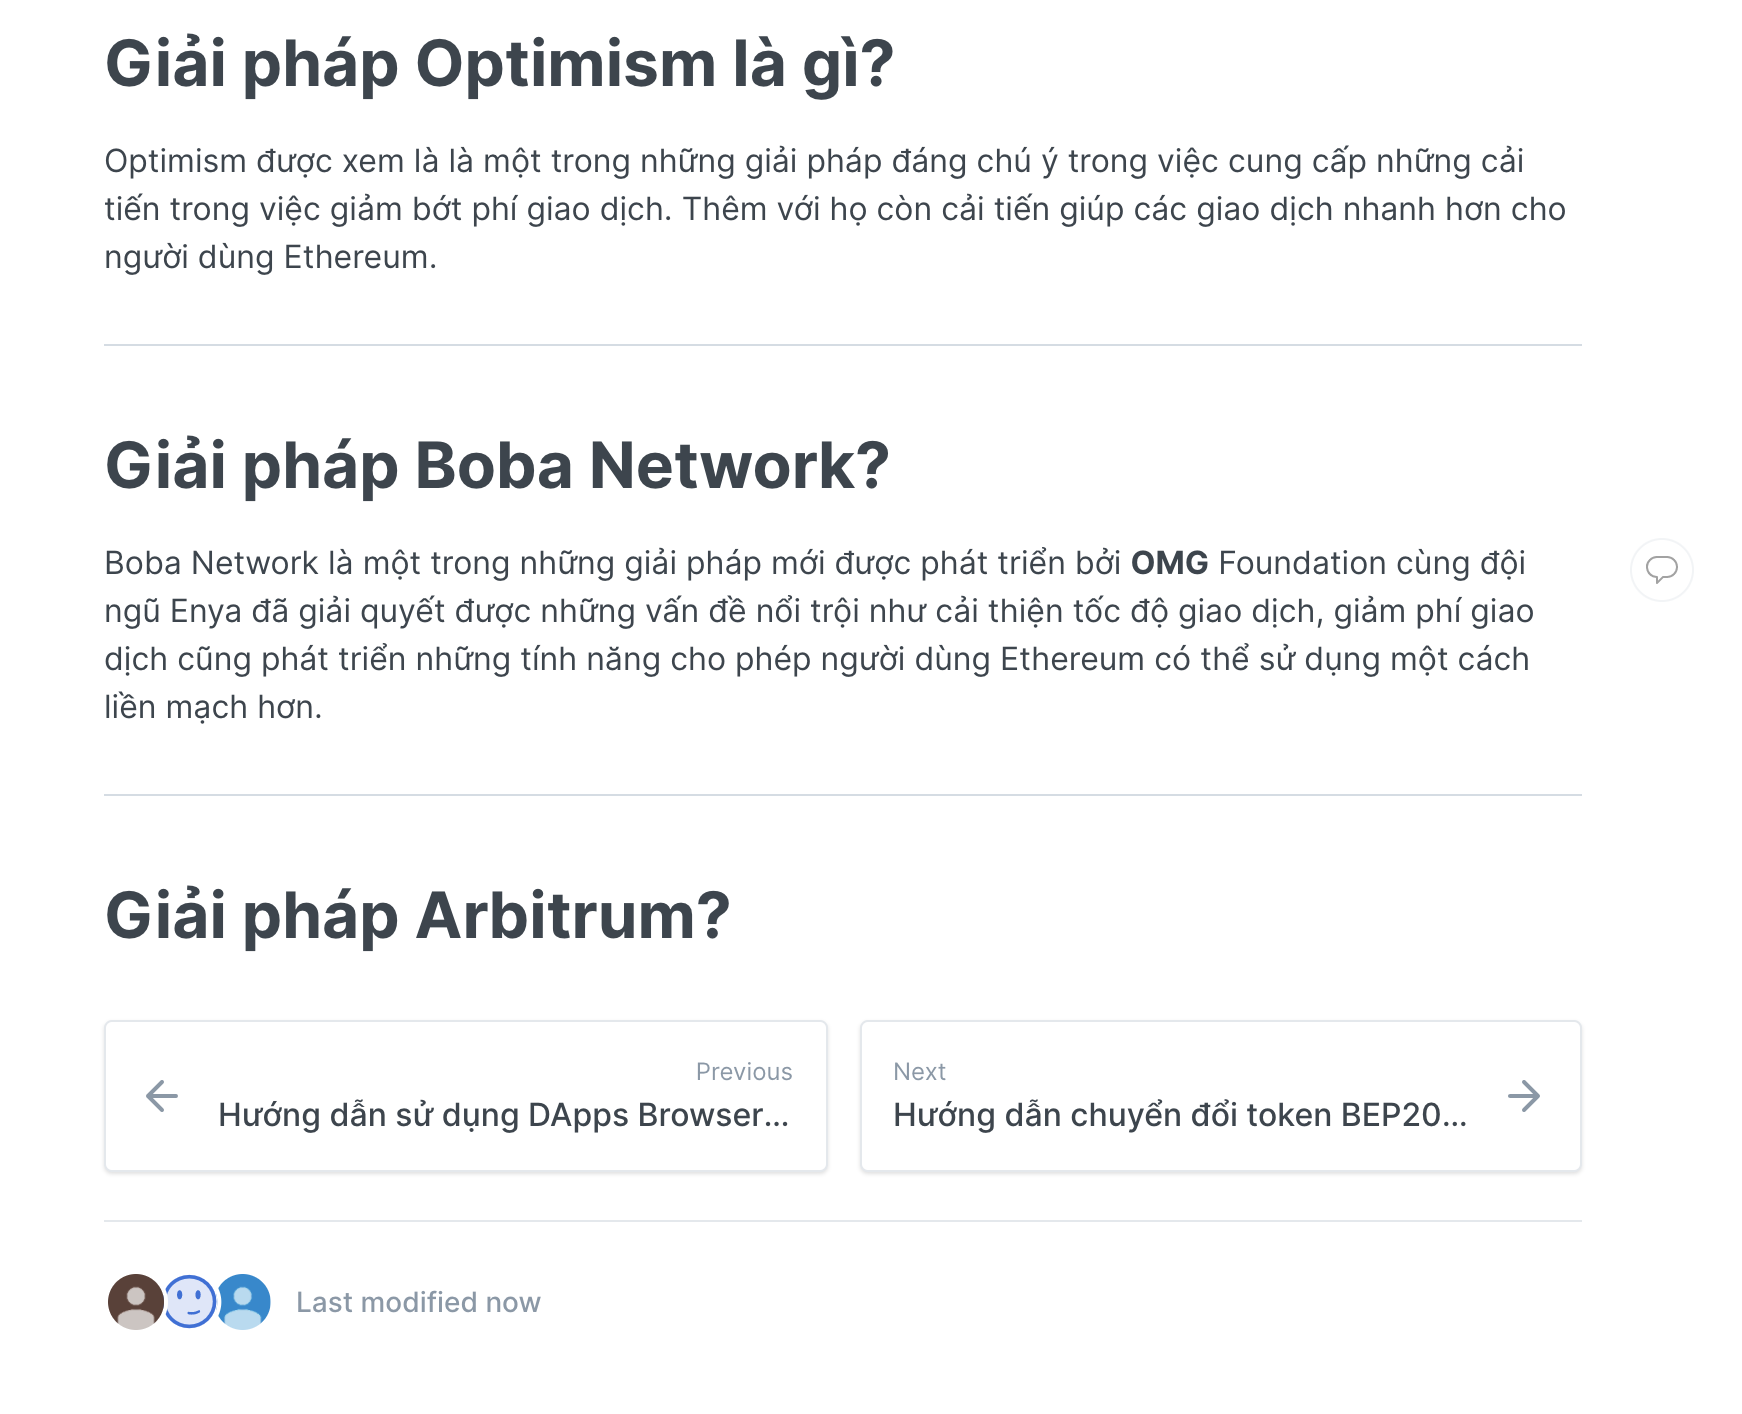 Giải pháp Optimism là gì?
Optimism được xem là là một trong những giải pháp đáng chú ý trong việc cung cấp những cải
tiến trong việc giảm bớt phí giao dịch. Thêm với họ còn cải tiến giúp các giao dịch nhanh hơn cho
người dùng Ethereum.
Giải pháp Boba Network?
Boba Network là một trong những giải pháp mới được phát triển bởi OMG Foundation cùng đội
ngũ Enya đã giải quyết được những vấn đề nổi trội như cải thiện tốc độ giao dịch, giảm phí giao
dịch cũng phát triển những tính năng cho phép người dùng Ethereum có thể sử dụng một cách
liền mạch hơn.
Giải pháp Arbitrum?
Previous
Hướng dẫn sử dụng DApps Browser...
Next
Hướng dẫn chuyển đổi token BEP20...
Last modified now